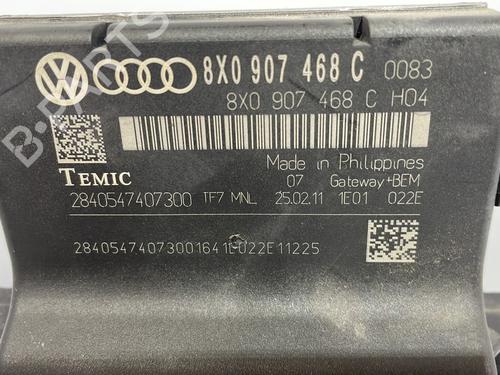 8X0 907 468 C 0083
8X0 907 468 C H04
Made in Philippines
TEMIC 07 Gateway+BEM
2840547407300 TF7 MNL 25.02.11 1E01 022E
28405474073001641E022E11225
B-PARTS